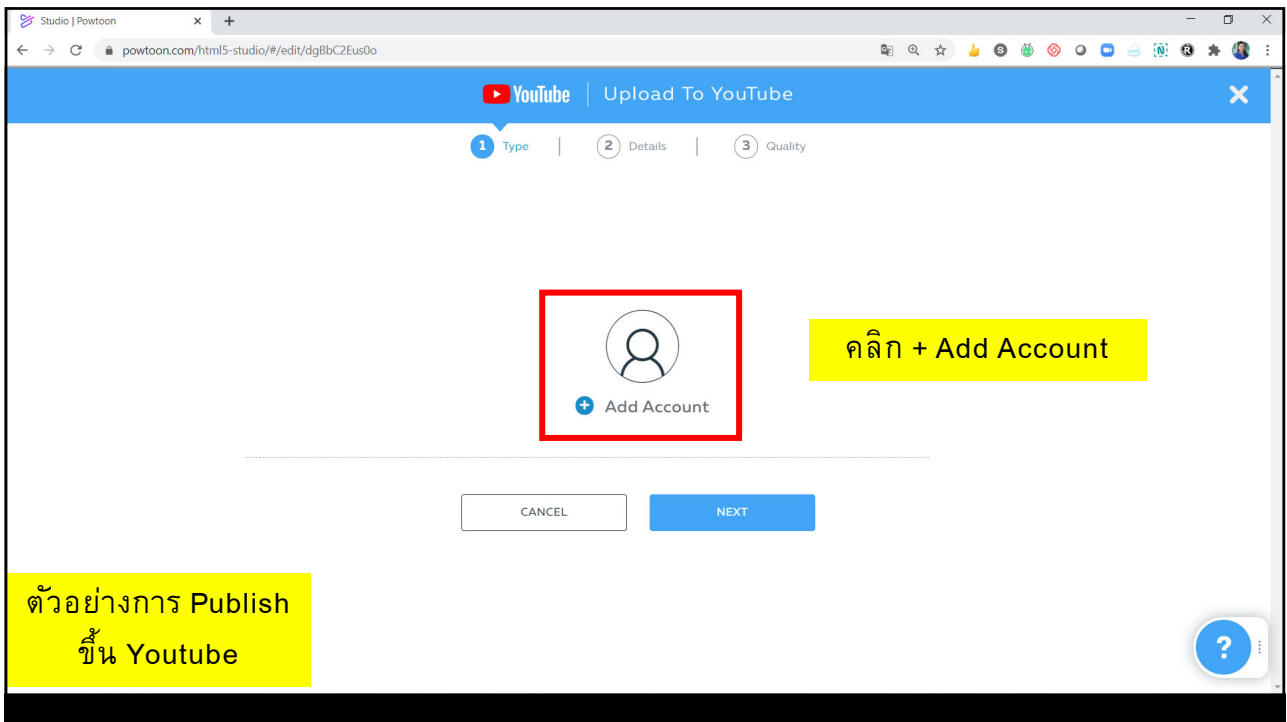 Studio | Powtoon
powtoon.com/html5-studio/#/edit/dgBbC2Eus0o
YouTube Upload To YouTube
1 Type 2 Details 3 Quality
คลิก + Add Account
Add Account
CANCEL NEXT
ตัวอย่างการ Publish
ขึ้น Youtube
?